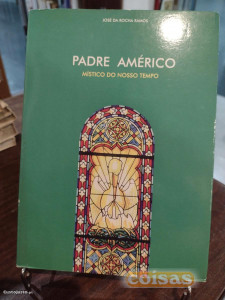 JOSÉ DA ROCHA RAMOS
PADRE AMÉRICO
MÍSTICO DO NOSSO TEMPO
coisas